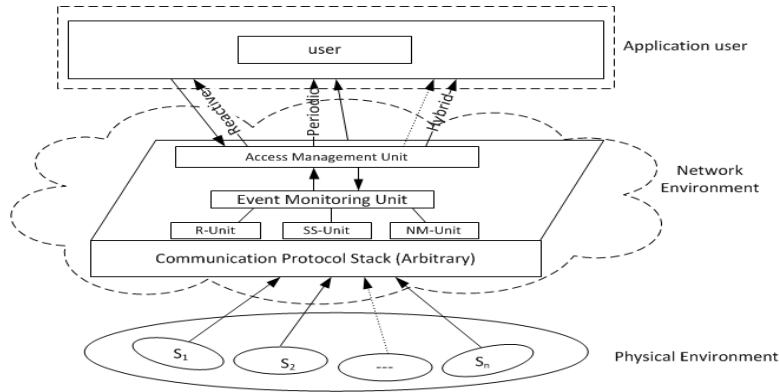 user
Application user
Reactive
Periodic
Hybrid
Access Management Unit
Network
Environment
Event Monitoring Unit
R-Unit
SS-Unit
NM-Unit
Communication Protocol Stack (Arbitrary)
S1
S2
---
Sn
Physical Environment